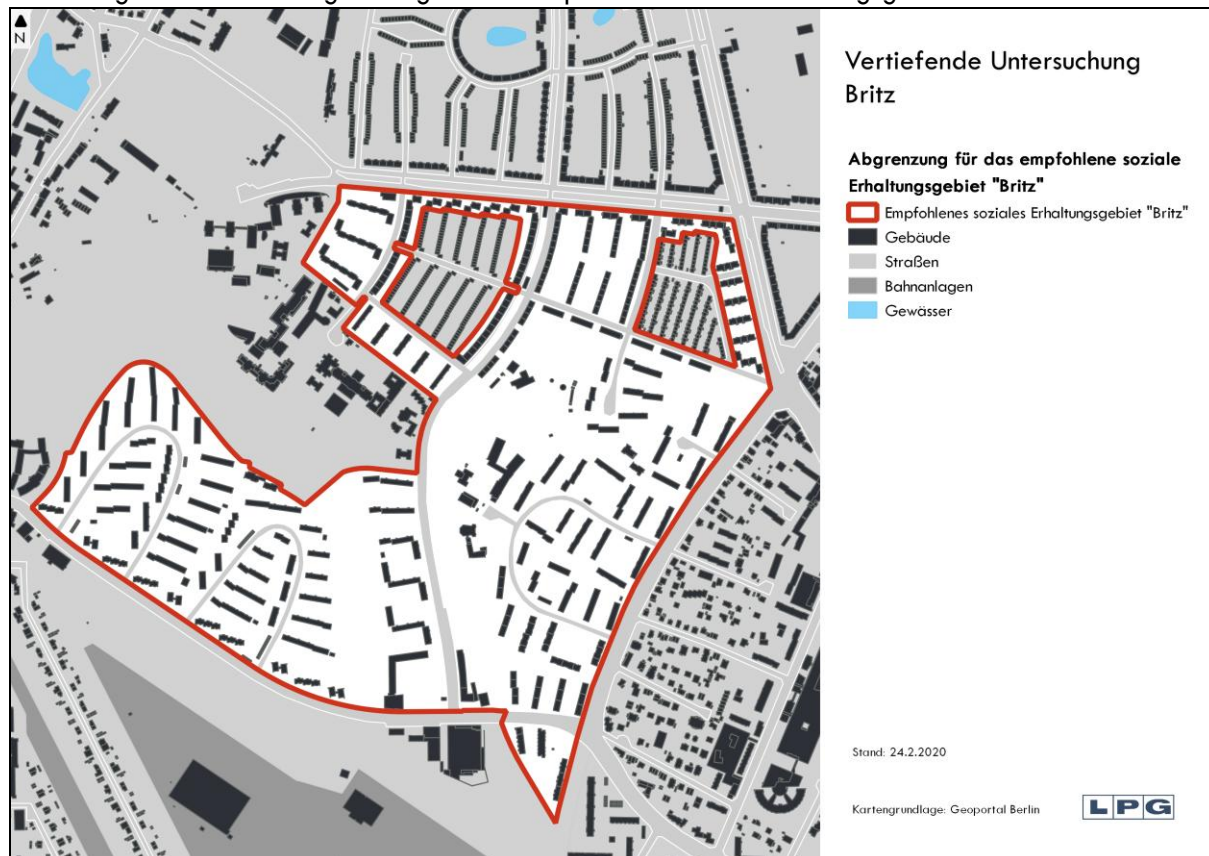 N
Vertiefende Untersuchung
Britz
Abgrenzung für das empfohlene soziale
Erhaltungsgebiet "Britz"
Empfohlenes soziales Erhaltungsgebiet "Britz"
Gebäude
Straßen
Bahnanlagen
Gewässer
Stand: 24.2.2020
Kartengrundlage: Geoportal Berlin
LPG